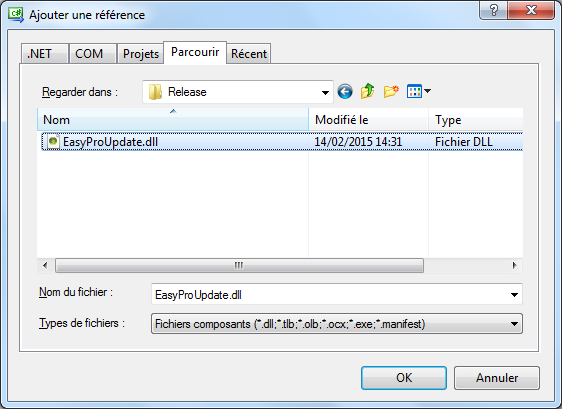 C#
Ajouter une référence
.NET
COM
Projets
Parcourir
Récent
Regarder dans :
Release
Nom
Modifié le
Type
EasyProUpdate.dll
14/02/2015 14:31
Fichier DLL
Nom du fichier :
EasyProUpdate.dll
Types de fichiers :
Fichiers composants (*.dll;*.tlb;*.olb;*.ocx;*.exe;*.manifest)
OK
Annuler